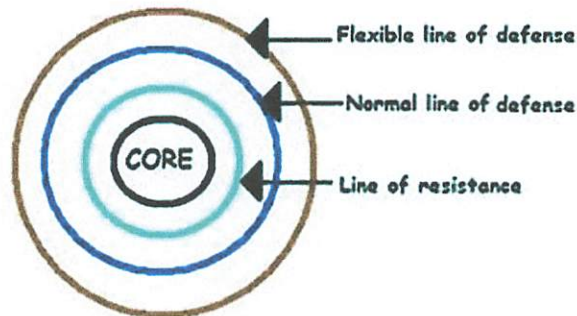 Flexible line of defense
Normal line of defense
CORE
Line of resistance